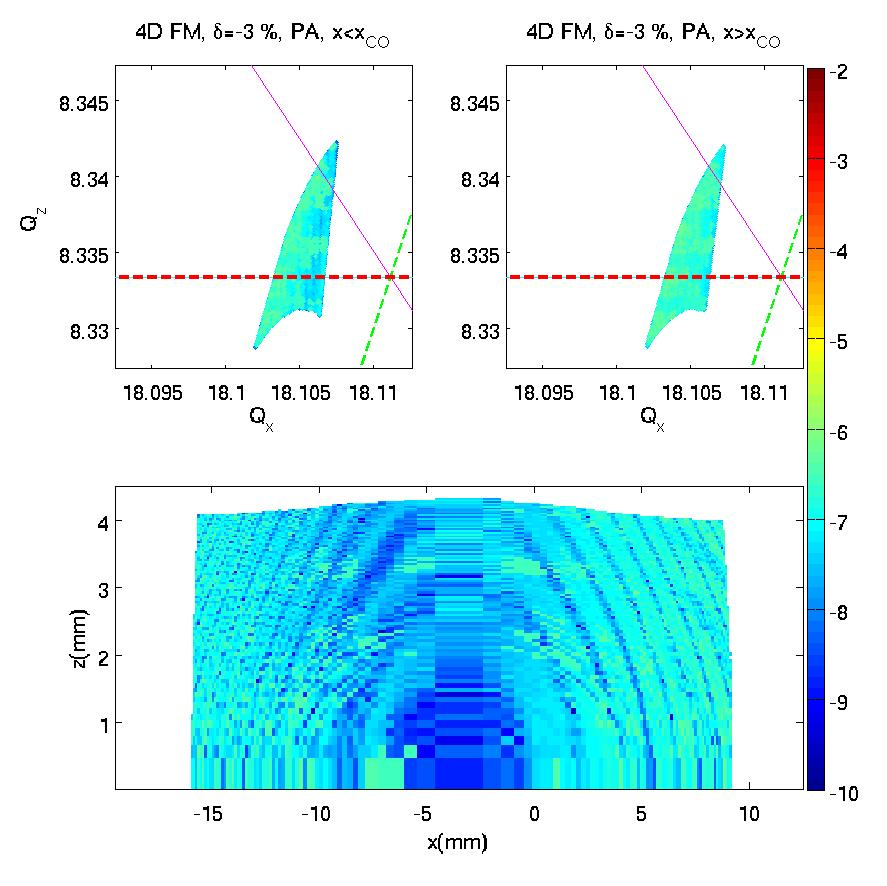 4D FM, δ=-3 %, PA, x<x_CO
4D FM, δ=-3 %, PA, x>x_CO
-2
8.345
8.345
-3
8.34
8.34
-4
Q_z
8.335
8.335
-5
8.33
8.33
18.095 18.1 18.105 18.11
18.095 18.1 18.105 18.11
Q_x
Q_x
-6
-7
-8
-9
-10
4
3
2
1
z(mm)
-15 -10 -5 0 5 10
x(mm)